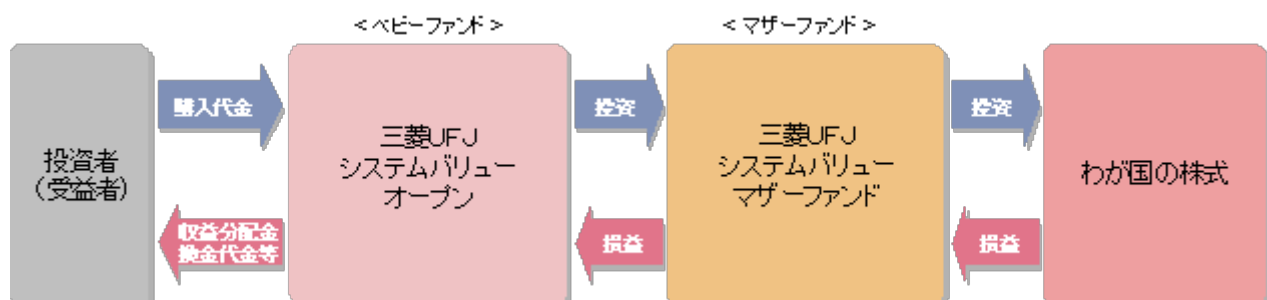 ＜ベビーファンド＞
＜マザーファンド＞
投資者
（受益者）
購入代金
収益分配金
換金代金等
三菱UFJ
システムバリュー
オープン
投資
損益
三菱UFJ
システムバリュー
マザーファンド
投資
損益
わが国の株式